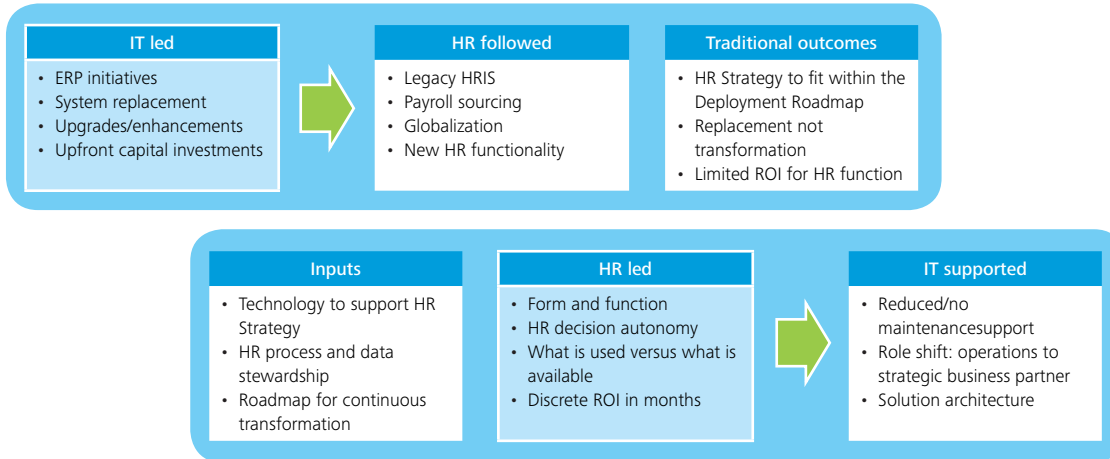 IT led
• ERP initiatives
• System replacement
• Upgrades/enhancements
• Upfront capital investments
HR followed
• Legacy HRIS
• Payroll sourcing
• Globalization
• New HR functionality
Traditional outcomes
• HR Strategy to fit within the
Deployment Roadmap
• Replacement not
transformation
• Limited ROI for HR function
Inputs
• Technology to support HR
Strategy
• HR process and data
stewardship
• Roadmap for continuous
transformation
HR led
• Form and function
• HR decision autonomy
• What is used versus what is
available
• Discrete ROI in months
IT supported
• Reduced/no
maintenancesupport
• Role shift: operations to
strategic business partner
• Solution architecture